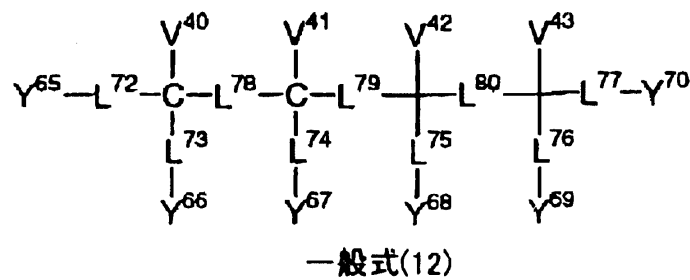 V40 V41 V42 V43
Y65—L72—C—L78—C—L79 L80 L77—Y70
L73 L74 L75 L76
Y66 Y67 Y68 Y69
一般式(12)